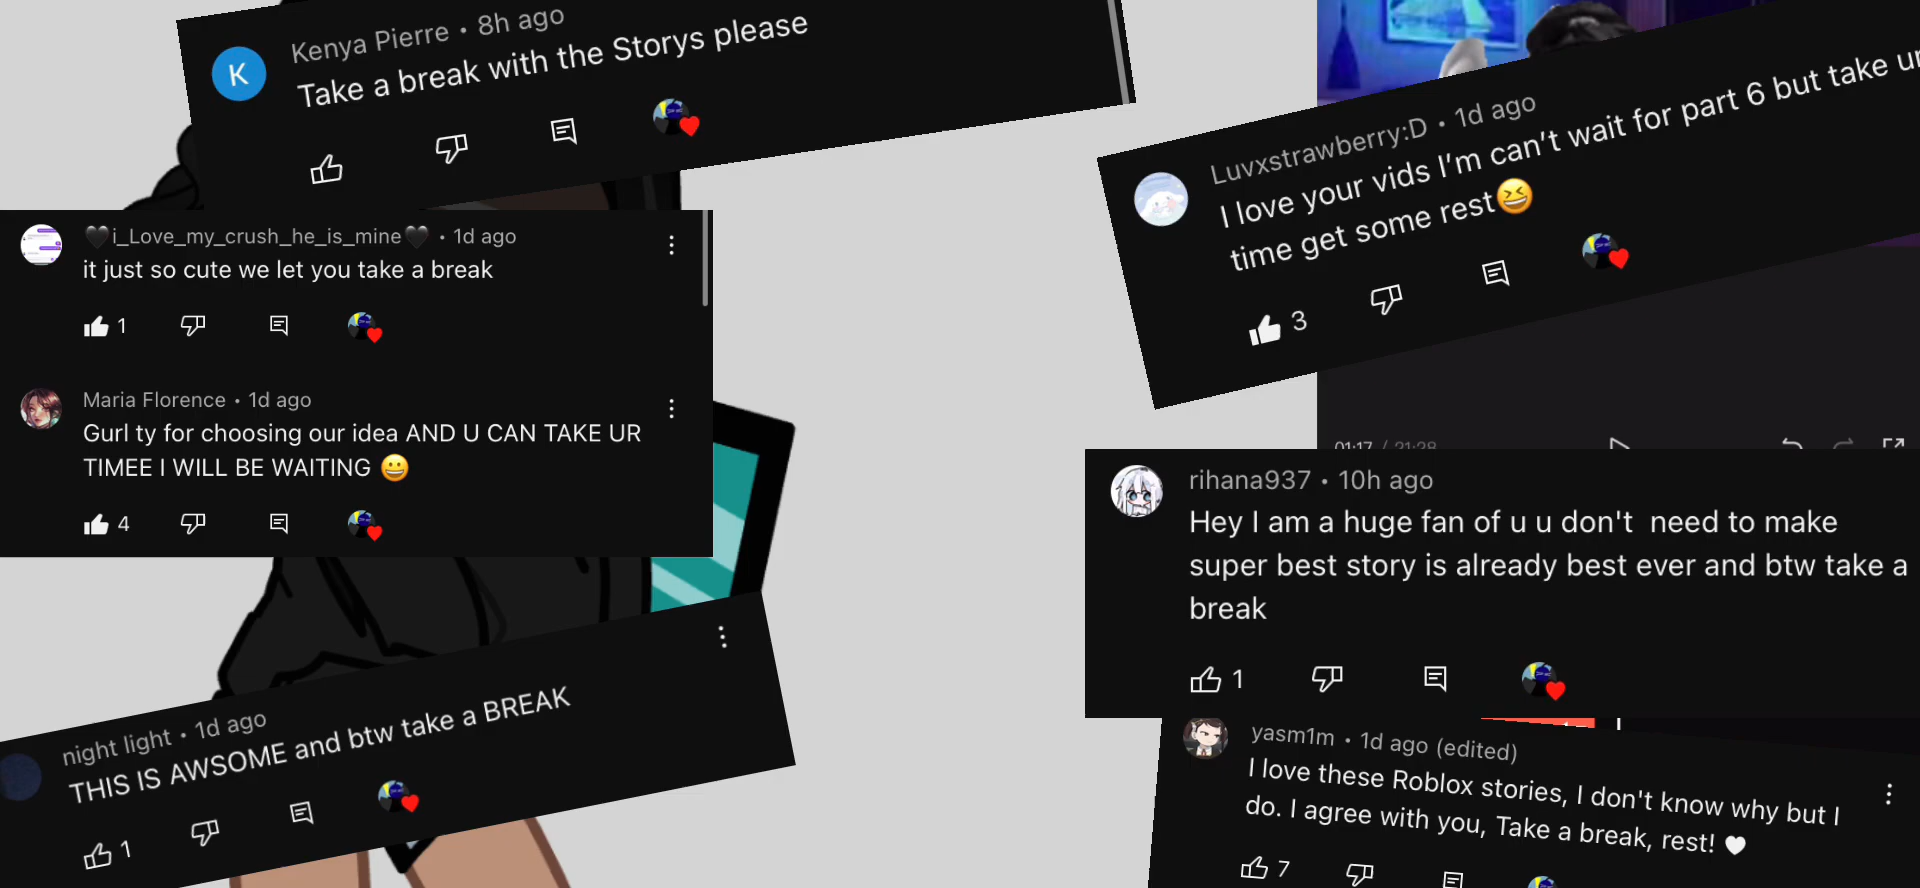 Kenya Pierre • 8h ago
Take a break with the Storys please
K
Luvxstrawberry:D • 1d ago
I love your vids I'm can't wait for part 6 but take ur
time get some rest😆
3
🖤i_Love_my_crush_he_is_mine🖤 • 1d ago
it just so cute we let you take a break
1
Maria Florence • 1d ago
Gurl ty for choosing our idea AND U CAN TAKE UR
TIMEE I WILL BE WAITING 😀
4
01:17 / 21:28
rihana937 • 10h ago
Hey I am a huge fan of u u don't  need to make
super best story is already best ever and btw take a
break
1
night light • 1d ago
THIS IS AWSOME and btw take a BREAK
1
yasm1m • 1d ago (edited)
I love these Roblox stories, I don't know why but I
do. I agree with you, Take a break, rest! 🤍
7